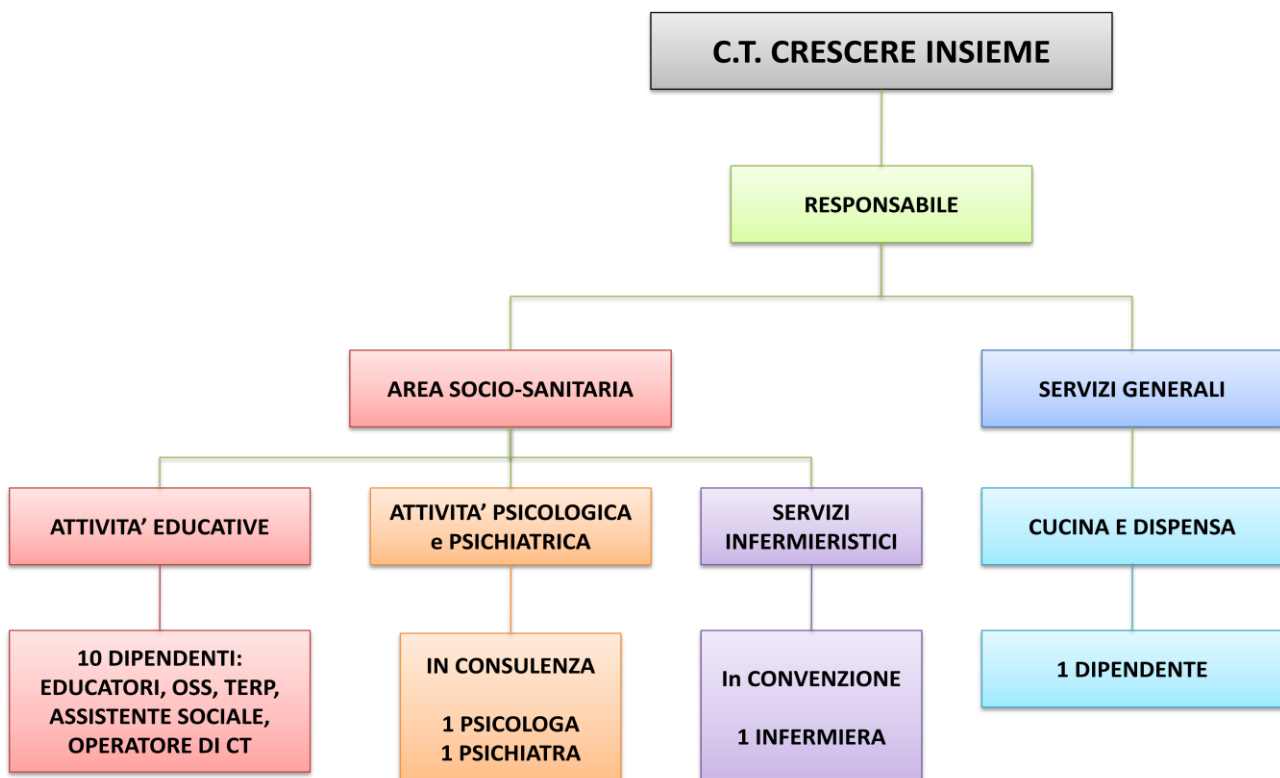 C.T. CRESCERE INSIEME
RESPONSABILE
AREA SOCIO-SANITARIA
SERVIZI GENERALI
ATTIVITA’ EDUCATIVE
ATTIVITA’ PSICOLOGICA
e PSICHIATRICA
SERVIZI
INFERMIERISTICI
CUCINA E DISPENSA
10 DIPENDENTI:
EDUCATORI, OSS, TERP,
ASSISTENTE SOCIALE,
OPERATORE DI CT
IN CONSULENZA
1 PSICOLOGA
1 PSICHIATRA
In CONVENZIONE
1 INFERMIERA
1 DIPENDENTE